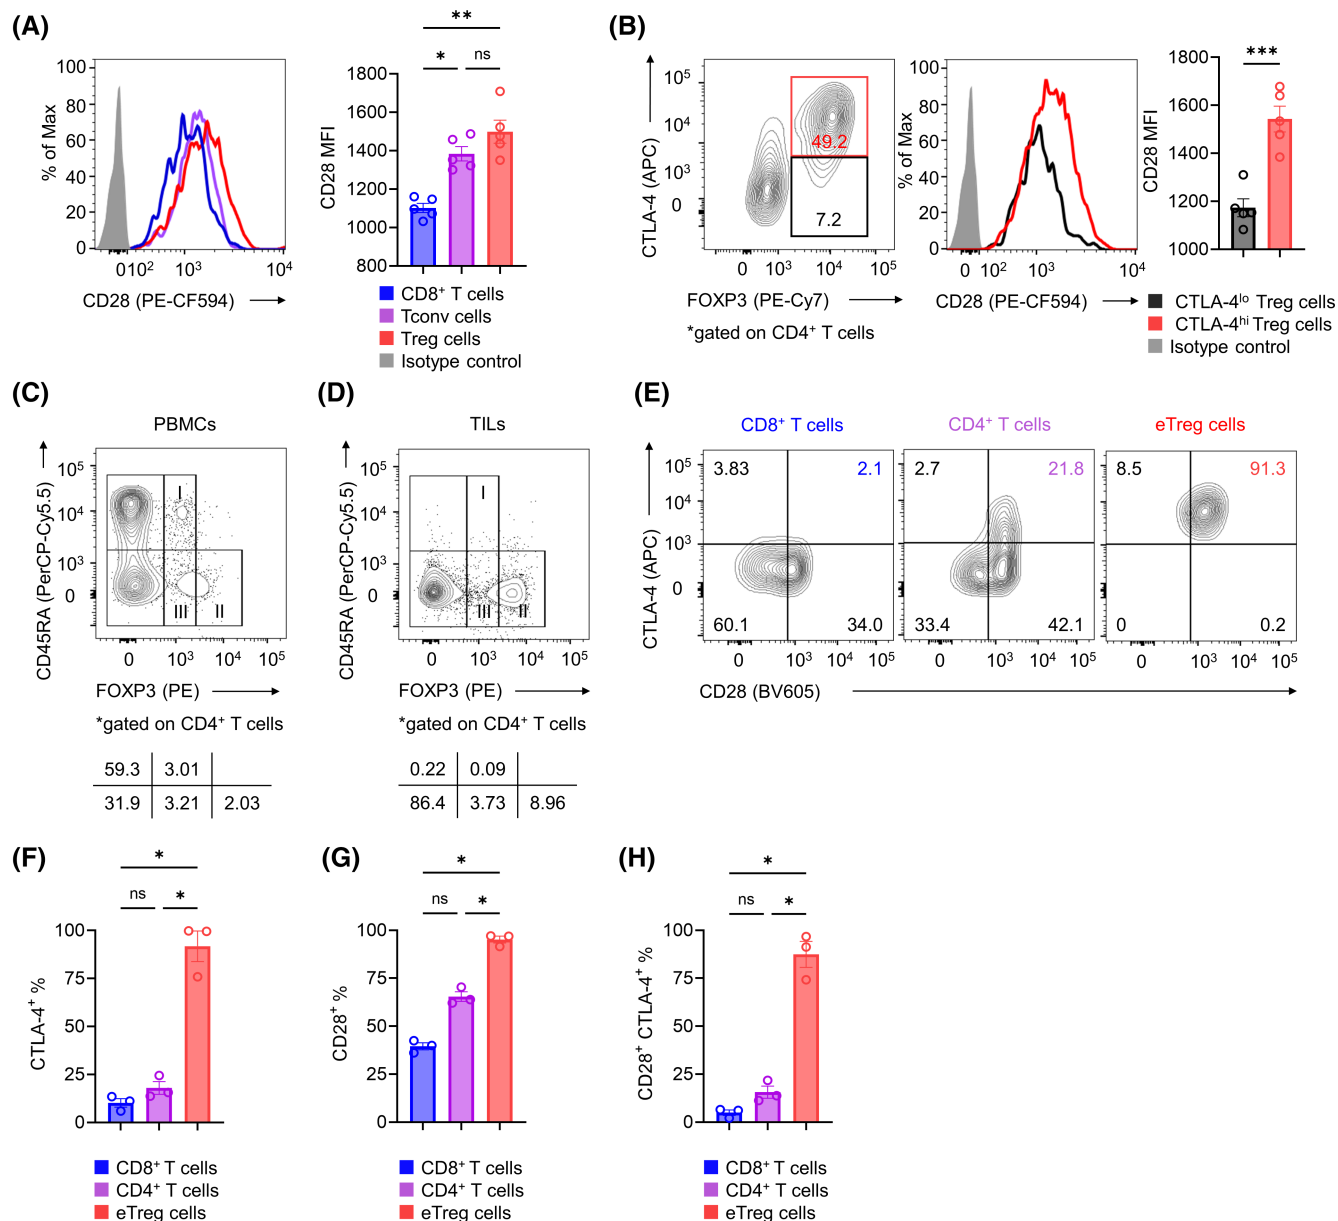 (A)
**
* ns
100
80
60
40
20
0
% of Max
0 10² 10³ 10⁴
CD28 (PE-CF594)
1800
1600
1400
1200
1000
800
CD28 MFI
CD8⁺ T cells
Tconv cells
Treg cells
Isotype control
(B)
10⁵
10⁴
10³
0
CTLA-4 (APC)
49.2
7.2
0 10³ 10⁴ 10⁵
FOXP3 (PE-Cy7)
*gated on CD4⁺ T cells
100
80
60
40
20
0
% of Max
0 10² 10³ 10⁴
CD28 (PE-CF594)
***
1800
1600
1400
1200
1000
CD28 MFI
CTLA-4ˡᵒ Treg cells
CTLA-4ʰⁱ Treg cells
Isotype control
(C)
PBMCs
10⁵
10⁴
10³
0
CD45RA (PerCP-Cy5.5)
I
III II
0 10³ 10⁴ 10⁵
FOXP3 (PE)
*gated on CD4⁺ T cells
59.3 3.01
31.9 3.21 2.03
(D)
TILs
10⁵
10⁴
10³
0
CD45RA (PerCP-Cy5.5)
I
III II
0 10³ 10⁴ 10⁵
FOXP3 (PE)
*gated on CD4⁺ T cells
0.22 0.09
86.4 3.73 8.96
(E)
CD8⁺ T cells CD4⁺ T cells eTreg cells
10⁵
10⁴
10³
0
CTLA-4 (APC)
3.83 2.1
60.1 34.0
0 10³ 10⁴ 10⁵
10⁵
10⁴
10³
0
2.7 21.8
33.4 42.1
0 10³ 10⁴ 10⁵
10⁵
10⁴
10³
0
8.5 91.3
0 0.2
0 10³ 10⁴ 10⁵
CD28 (BV605)
(F)
*
ns *
100
75
50
25
0
CTLA-4⁺ %
CD8⁺ T cells
CD4⁺ T cells
eTreg cells
(G)
*
ns *
100
75
50
25
0
CD28⁺ %
CD8⁺ T cells
CD4⁺ T cells
eTreg cells
(H)
*
ns *
100
75
50
25
0
CD28⁺ CTLA-4⁺ %
CD8⁺ T cells
CD4⁺ T cells
eTreg cells